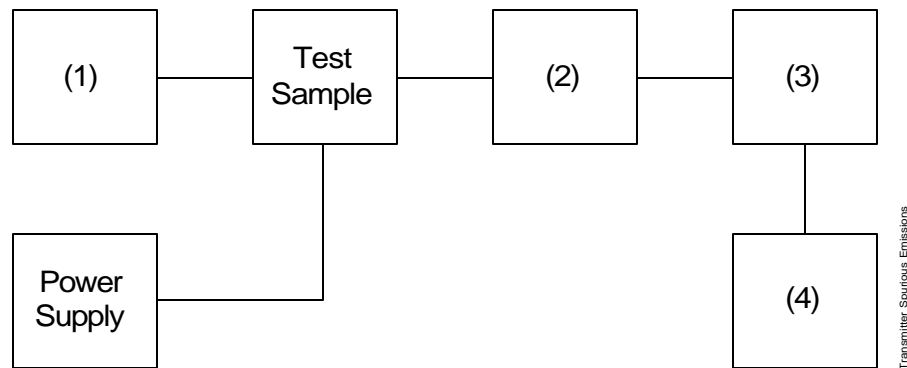 (1)
Test
Sample
(2)
(3)
Power
Supply
(4)
Transmitter Spurious Emissions